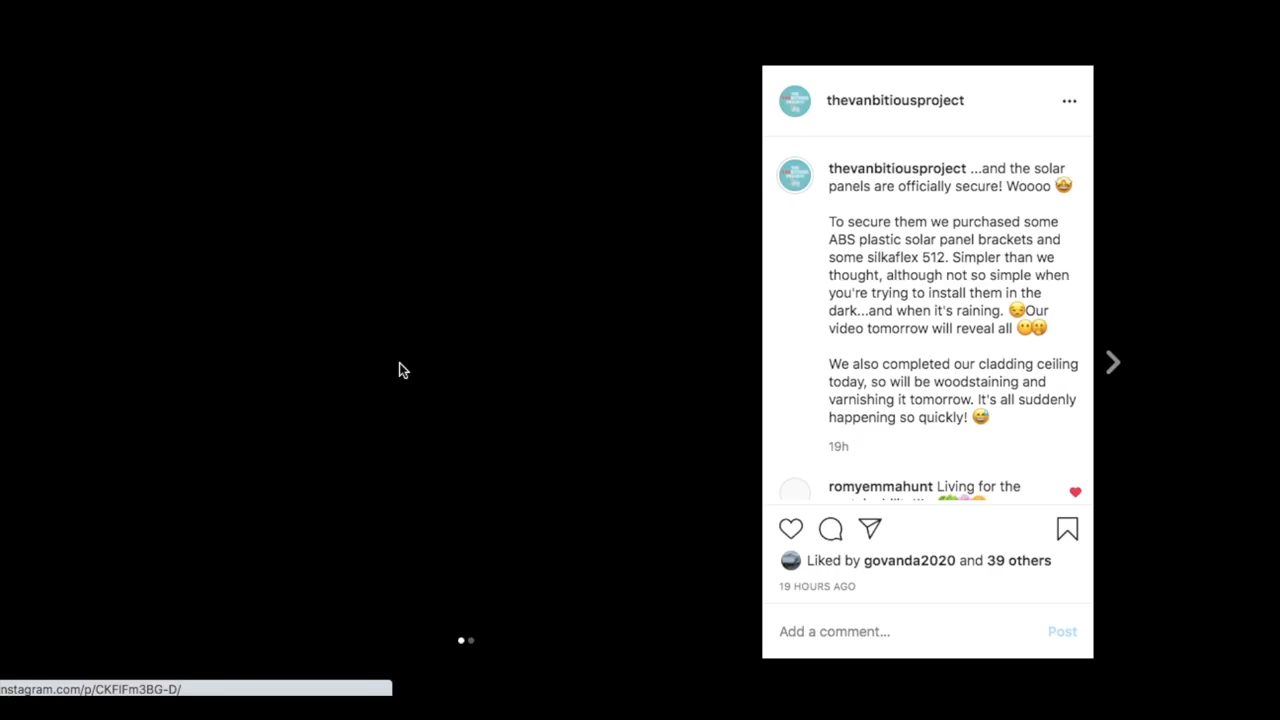 thevanbitiousproject
thevanbitiousproject ...and the solar
panels are officially secure! Woooo 🤩
To secure them we purchased some
ABS plastic solar panel brackets and
some silkaflex 512. Simpler than we
thought, although not so simple when
you're trying to install them in the
dark...and when it's raining. 😒Our
video tomorrow will reveal all 😶🤭
We also completed our cladding ceiling
today, so will be woodstaining and
varnishing it tomorrow. It's all suddenly
happening so quickly! 😅
19h
romyemmahunt Living for the
Liked by govanda2020 and 39 others
19 HOURS AGO
Add a comment... Post
nstagram.com/p/CKFlFm3BG-D/